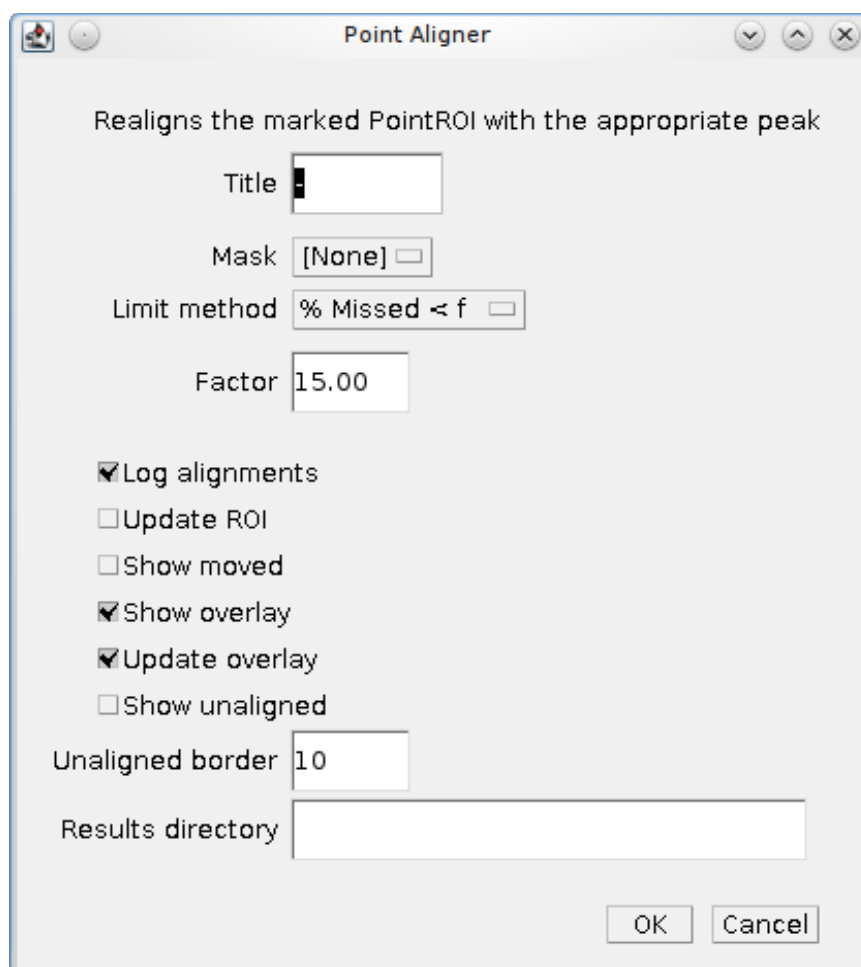 Point Aligner
Realigns the marked PointROI with the appropriate peak
Title -
Mask [None]
Limit method % Missed < f
Factor 15.00
Log alignments
Update ROI
Show moved
Show overlay
Update overlay
Show unaligned
Unaligned border 10
Results directory
OK Cancel